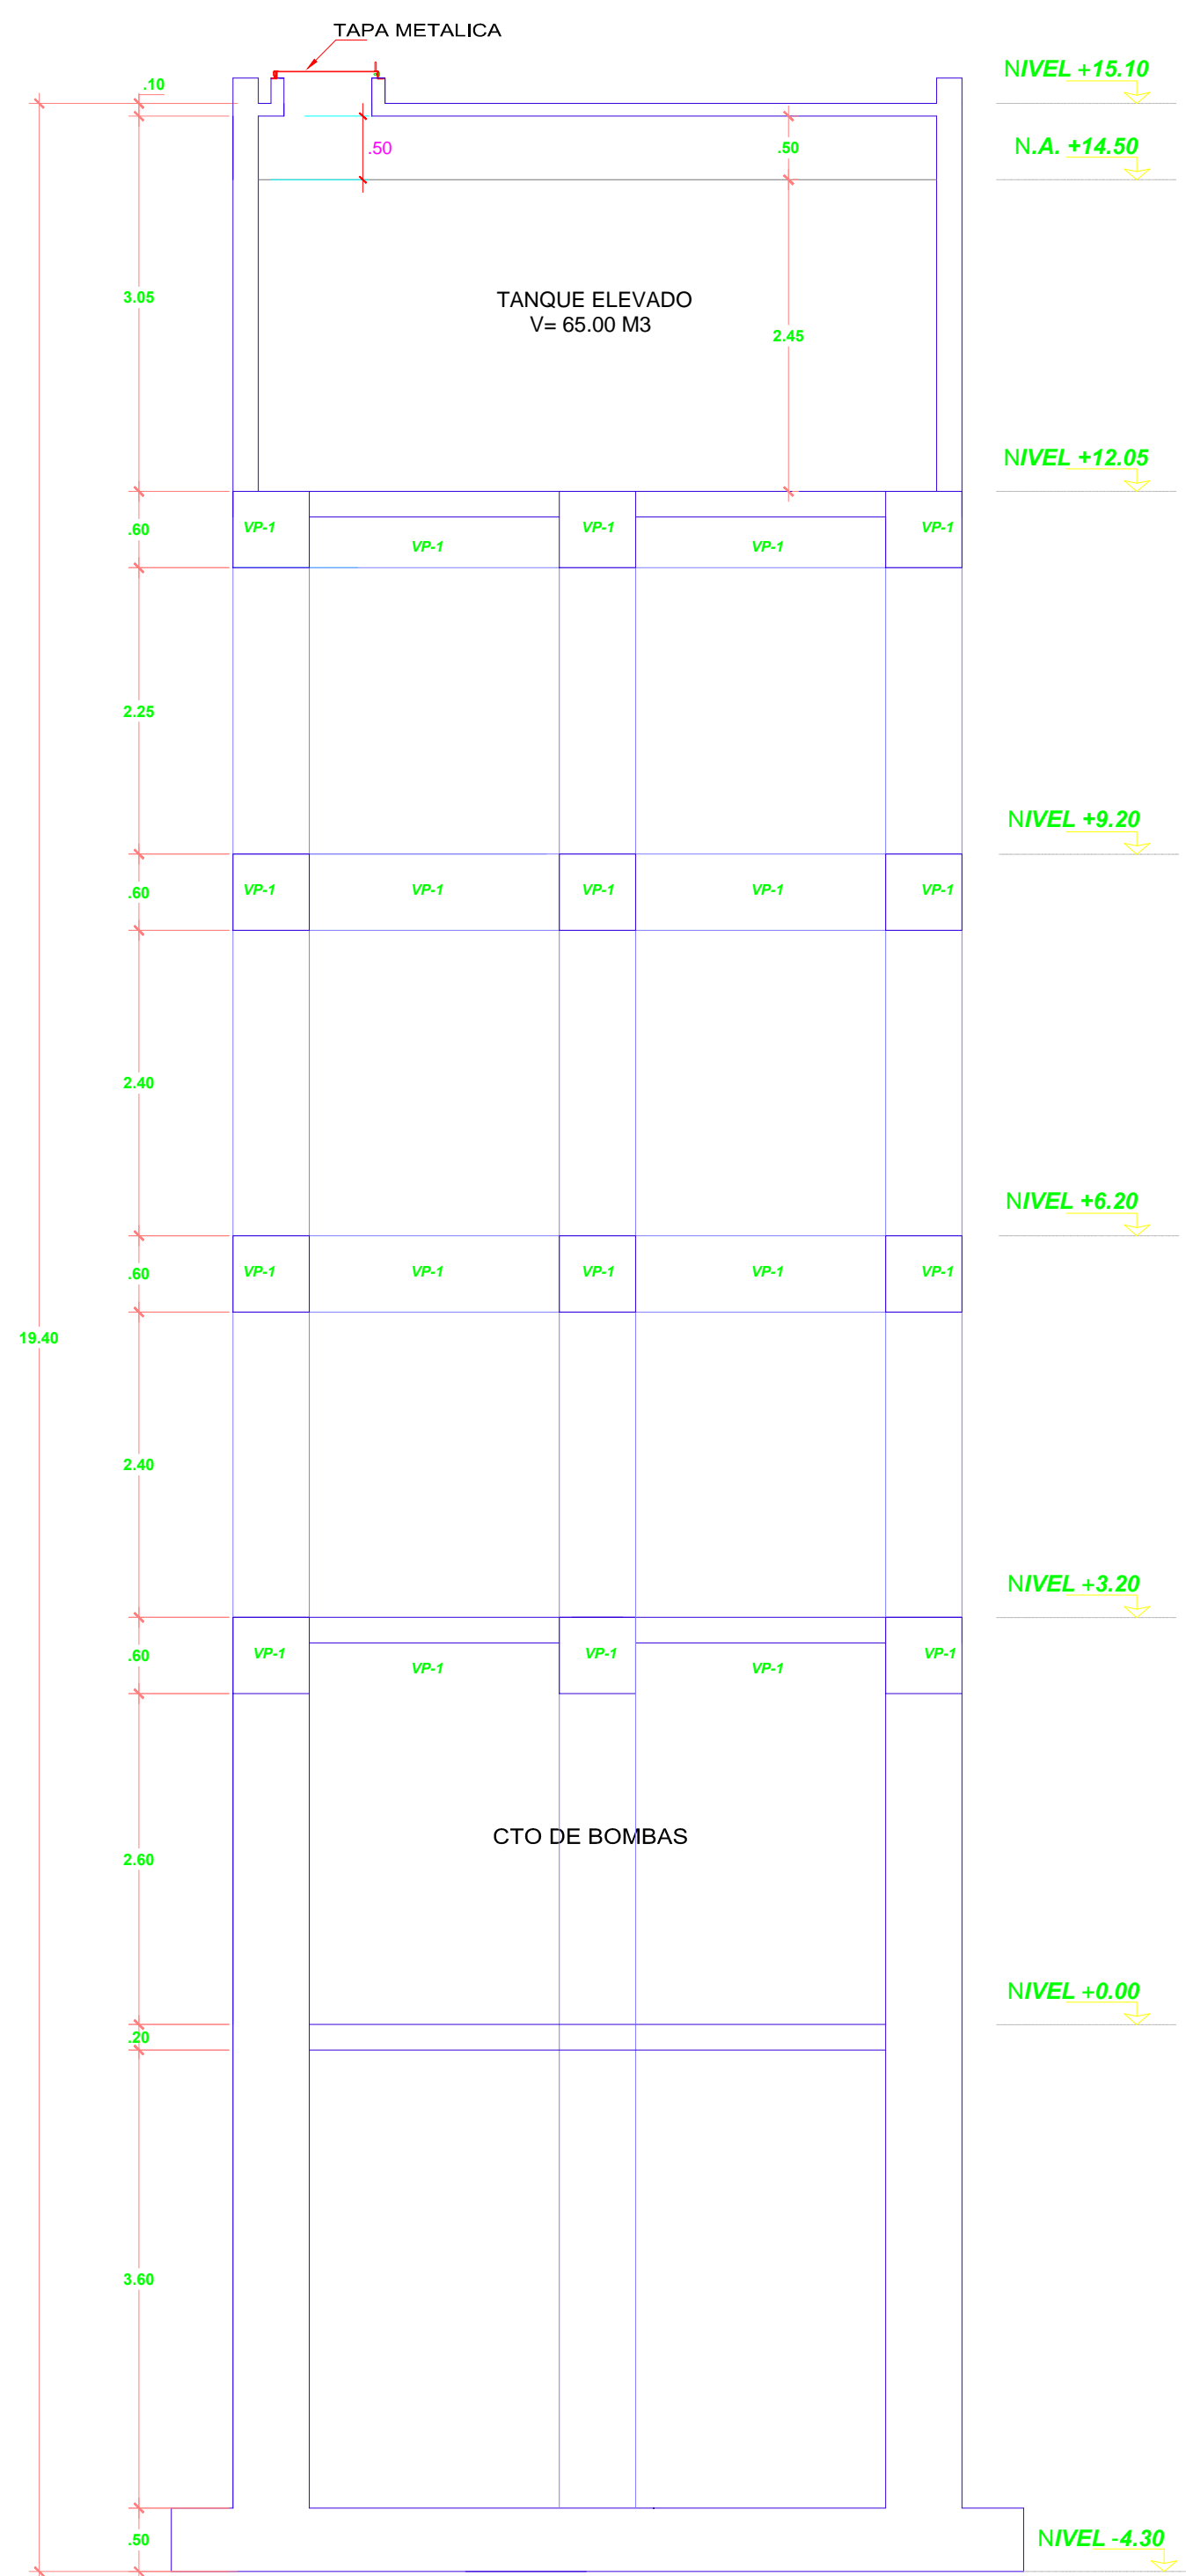 TAPA METALICA
NIVEL +15.10
.10
N.A. +14.50
.50
.50
3.05
TANQUE ELEVADO
V= 65.00 M3
2.45
NIVEL +12.05
.60
VP-1
VP-1
VP-1
VP-1
VP-1
2.25
NIVEL +9.20
.60
VP-1
VP-1
VP-1
VP-1
VP-1
2.40
NIVEL +6.20
.60
VP-1
VP-1
VP-1
VP-1
VP-1
19.40
2.40
NIVEL +3.20
.60
VP-1
VP-1
VP-1
VP-1
VP-1
CTO DE BOMBAS
2.60
NIVEL +0.00
.20
3.60
.50
NIVEL -4.30